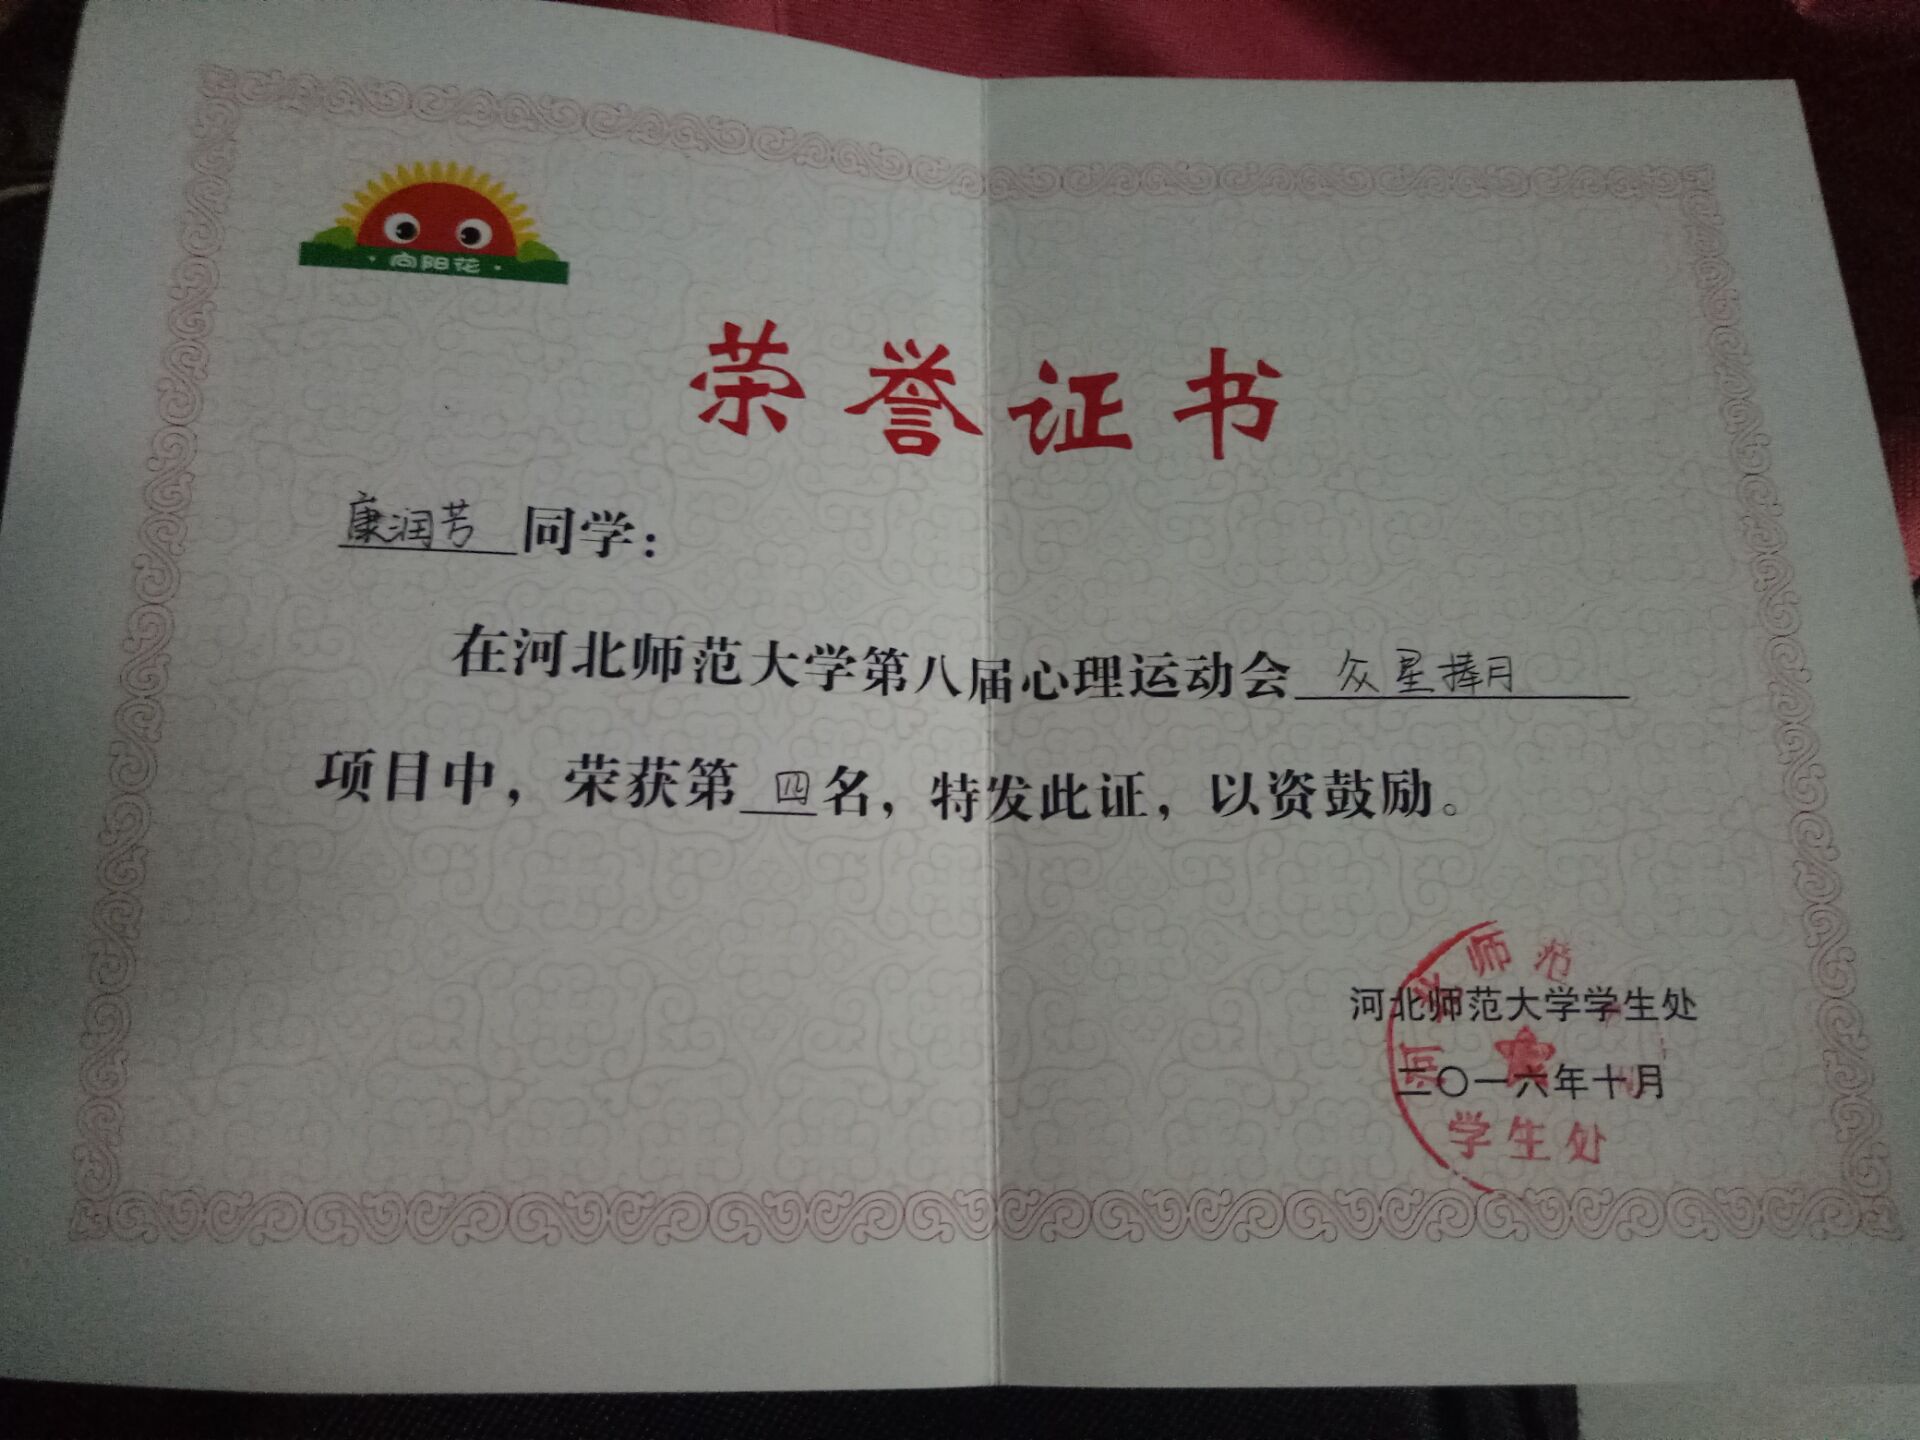 ·向阳花·
荣誉证书
康润芳 同学：
在河北师范大学第八届心理运动会 众星捧月
项目中，荣获第 四 名，特发此证，以资鼓励。
河北师范大学学生处
二〇一六年十月
河北师范
学生处